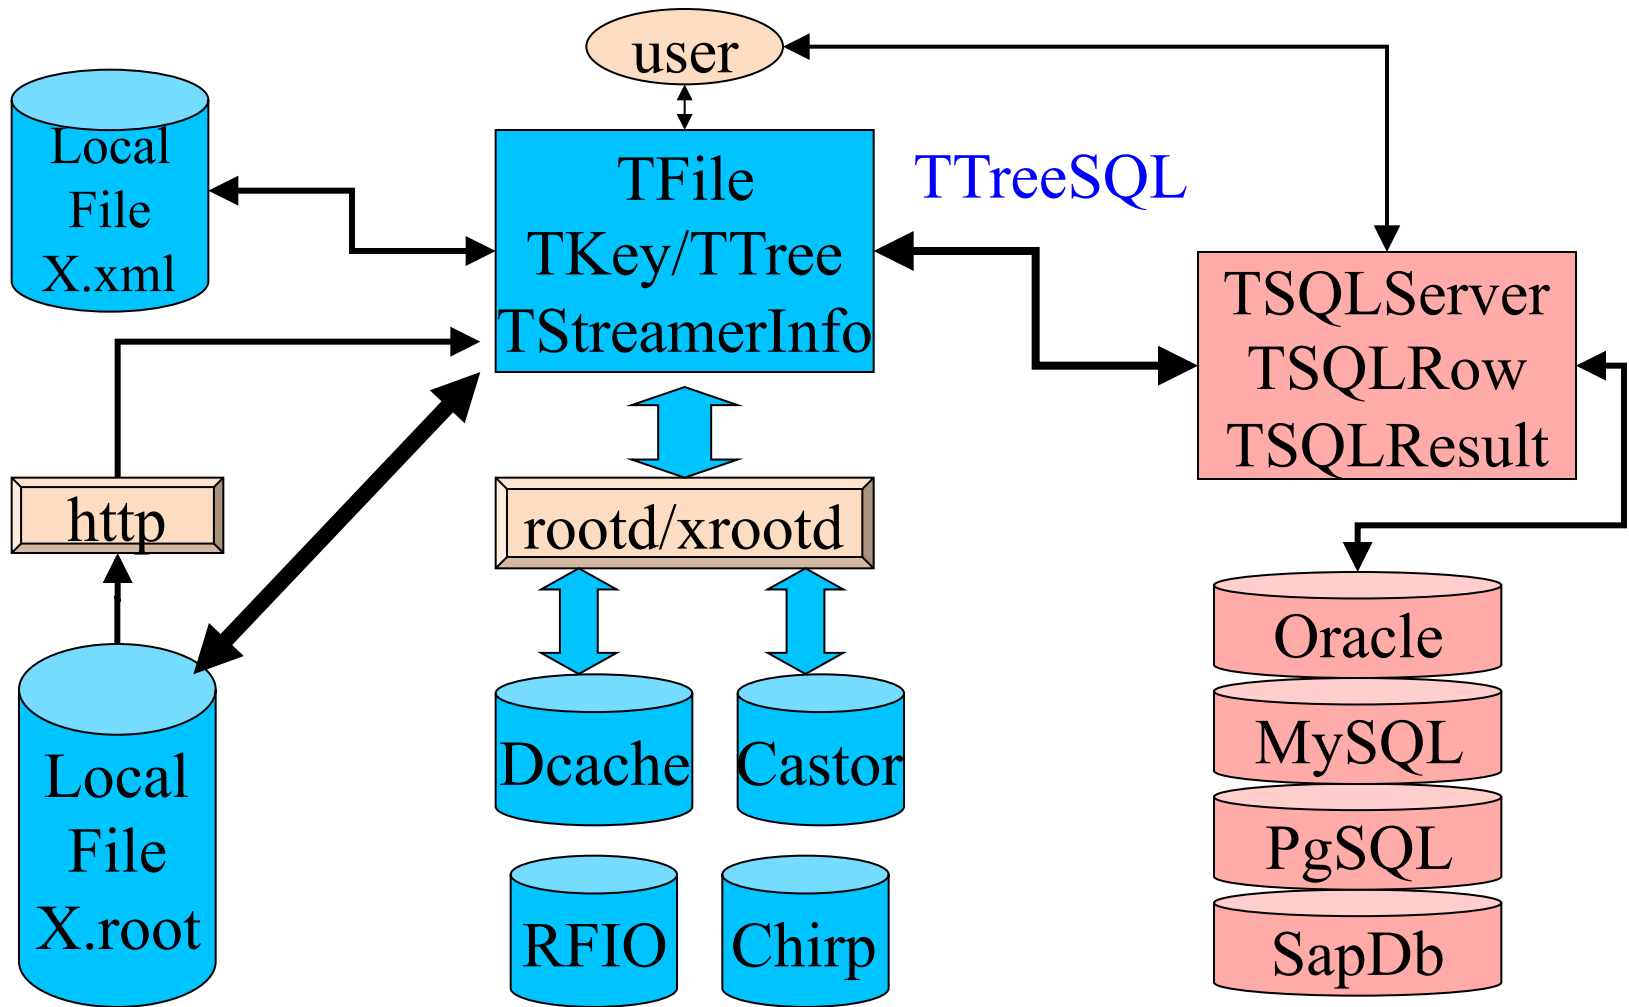 user
Local
File
X.xml
TFile
TKey/TTree
TStreamerInfo
TTreeSQL
TSQLServer
TSQLRow
TSQLResult
http
rootd/xrootd
Local
File
X.root
Dcache
Castor
RFIO
Chirp
Oracle
MySQL
PgSQL
SapDb